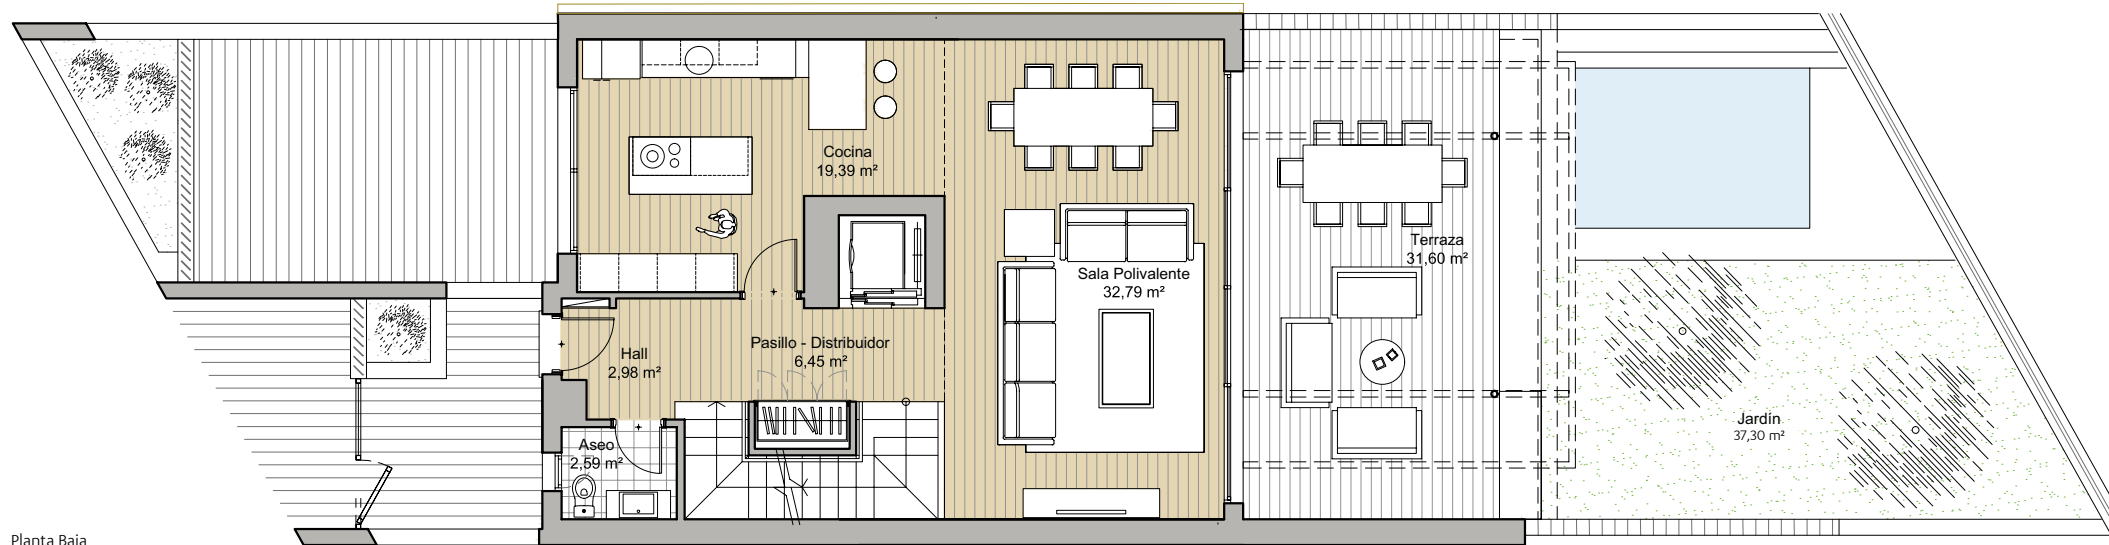 Cocina
19,39 m²
Terraza
31,60 m²
Sala Polivalente
32,79 m²
Pasillo - Distribuidor
6,45 m²
Hall
2,98 m²
Jardín
37,30 m²
Aseo
2,59 m²
Planta Baja